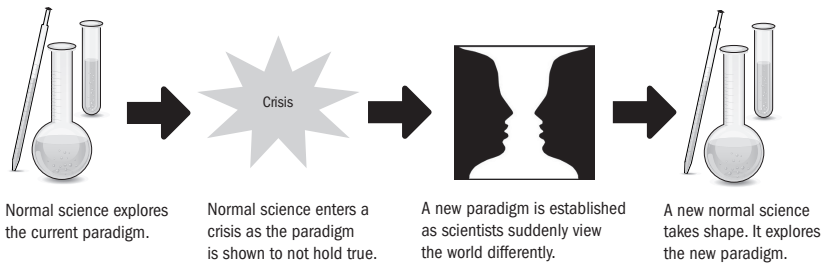 Crisis
Normal science explores
the current paradigm.
Normal science enters a
crisis as the paradigm
is shown to not hold true.
A new paradigm is established
as scientists suddenly view
the world differently.
A new normal science
takes shape. It explores
the new paradigm.